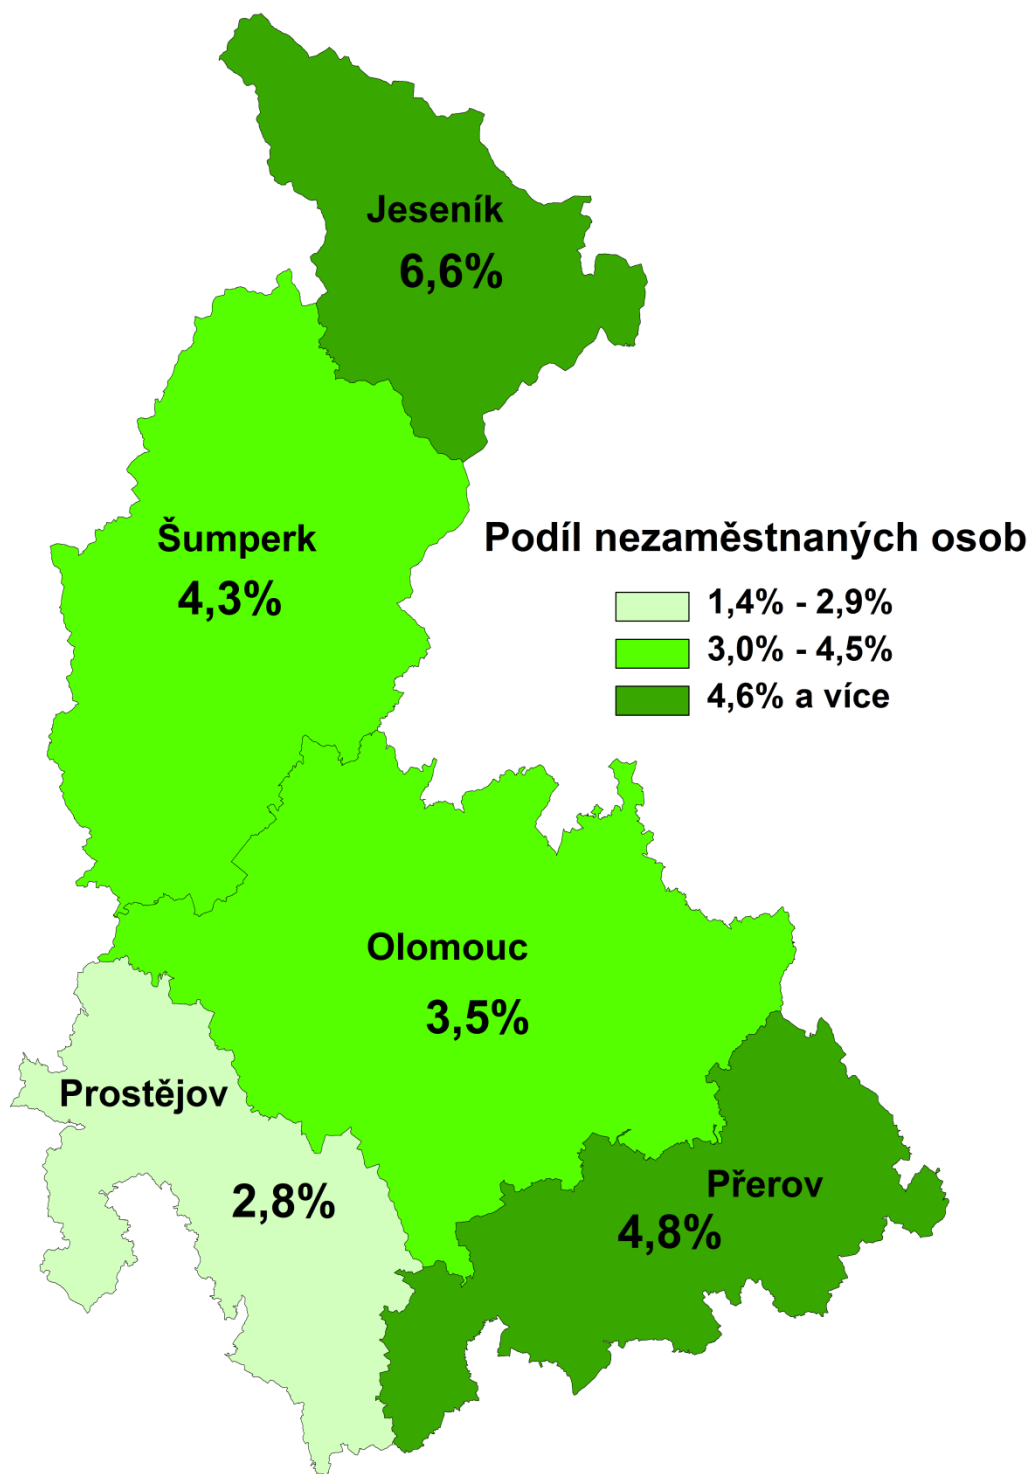 Jeseník
6,6%
Šumperk
4,3%
Podíl nezaměstnaných osob
1,4% - 2,9%
3,0% - 4,5%
4,6% a více
Olomouc
3,5%
Prostějov
2,8%
Přerov
4,8%